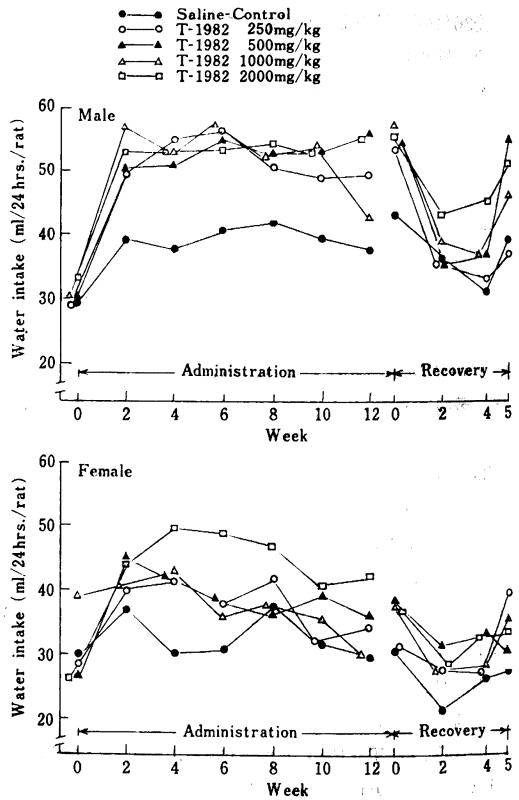 Saline-Control
T-1982 250mg/kg
T-1982 500mg/kg
T-1982 1000mg/kg
T-1982 2000mg/kg
Male
Water intake (ml/24hrs./rat)
60
50
40
30
20
Administration
Recovery
0 2 4 6 8 10 12 0 2 4 5
Week
Female
Water intake (ml/24hrs./rat)
60
50
40
30
20
Administration
Recovery
0 2 4 6 8 10 12 0 2 4 5
Week